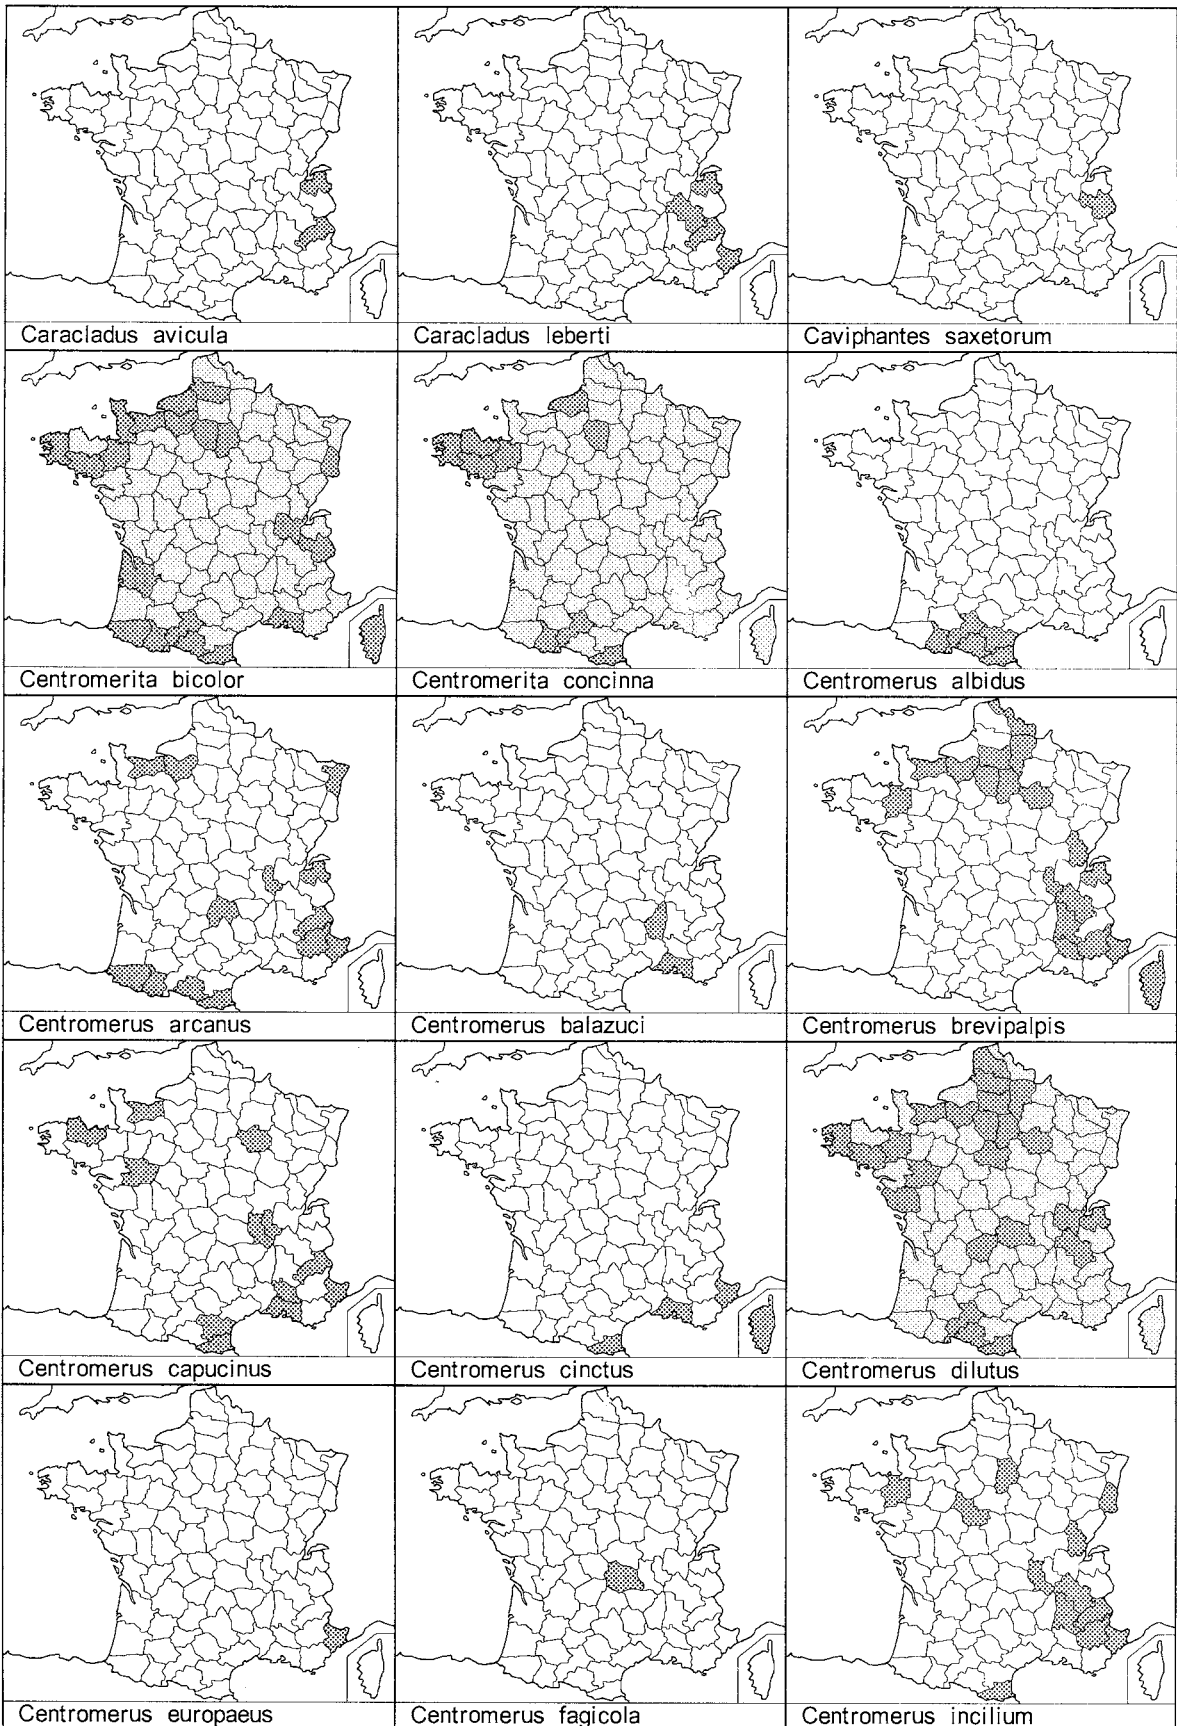 Caracladus avicula
Caracladus leberti
Caviphantes saxetorum
Centromerita bicolor
Centromerita concinna
Centromerus albidus
Centromerus arcanus
Centromerus balazuci
Centromerus brevipalpis
Centromerus capucinus
Centromerus cinctus
Centromerus dilutus
Centromerus europaeus
Centromerus fagicola
Centromerus incilium